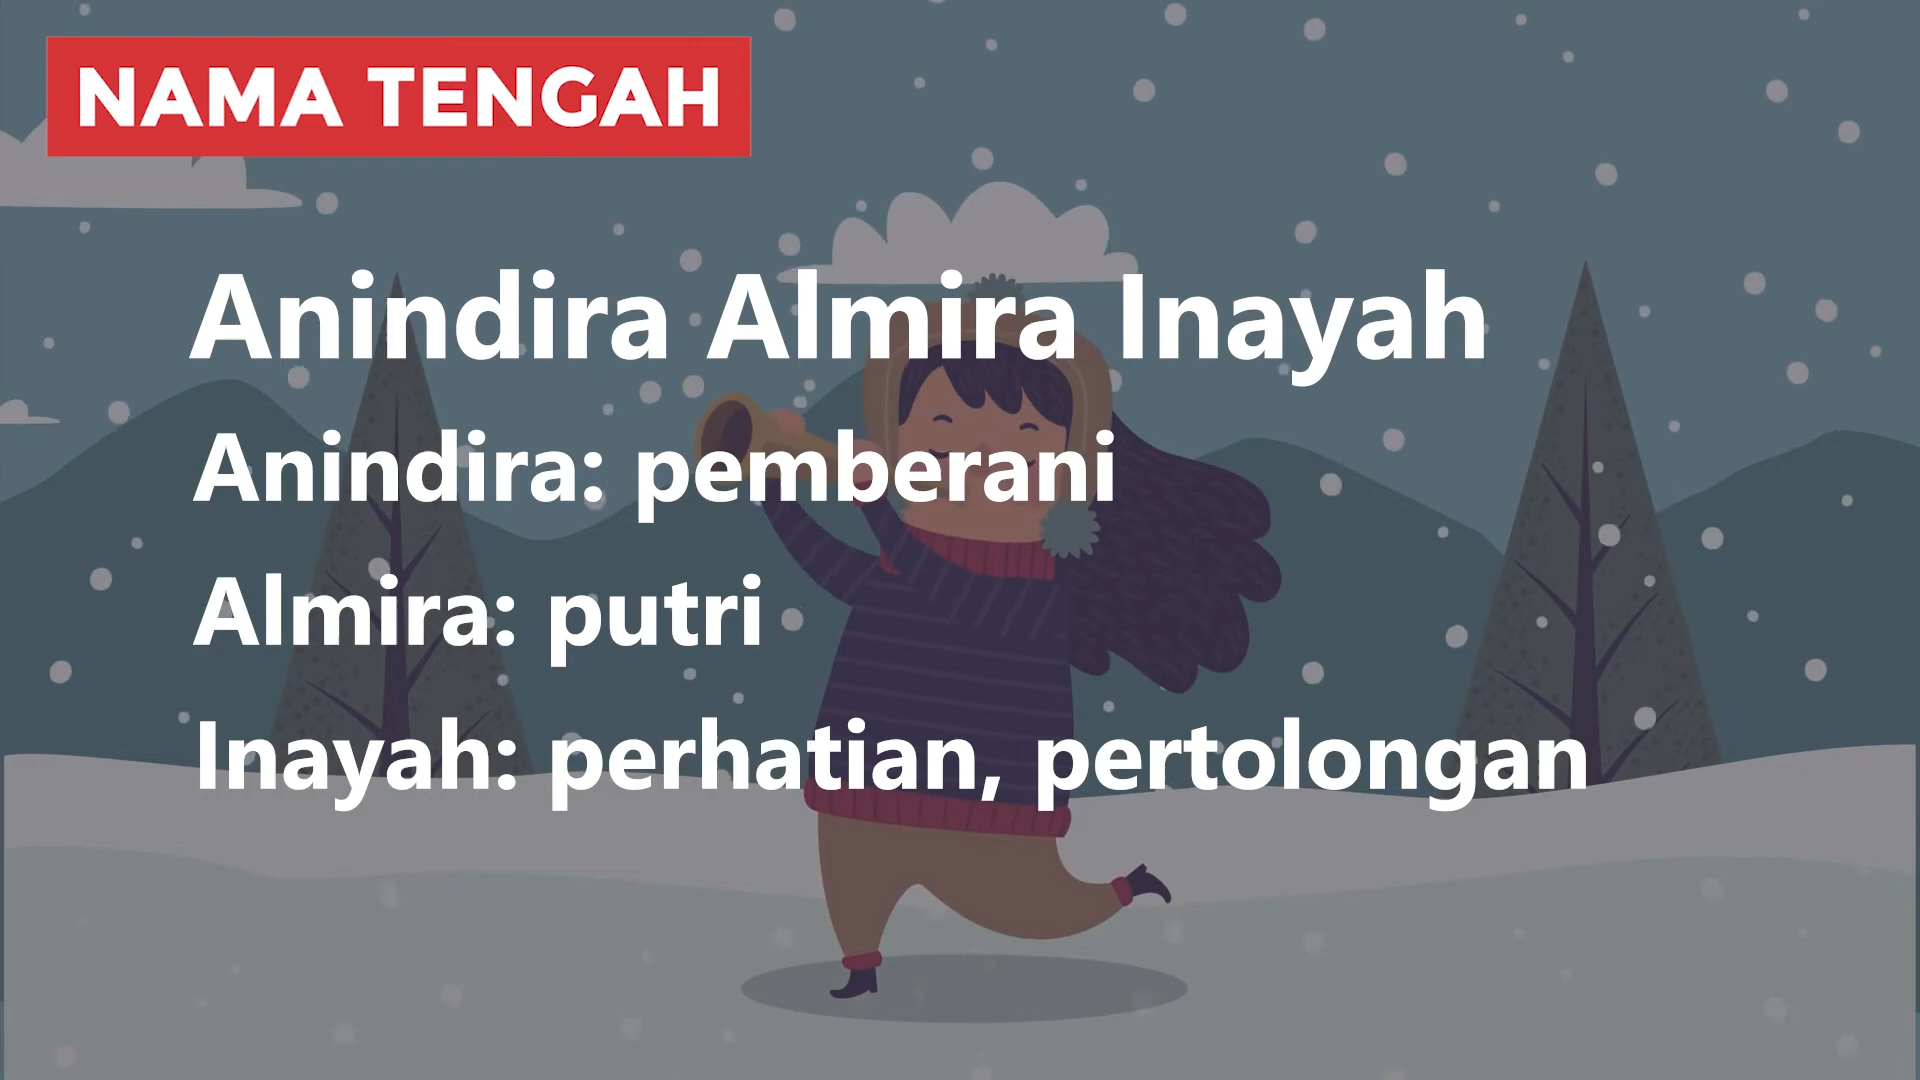 NAMA TENGAH
Anindira Almira Inayah
Anindira: pemberani
Almira: putri
Inayah: perhatian, pertolongan